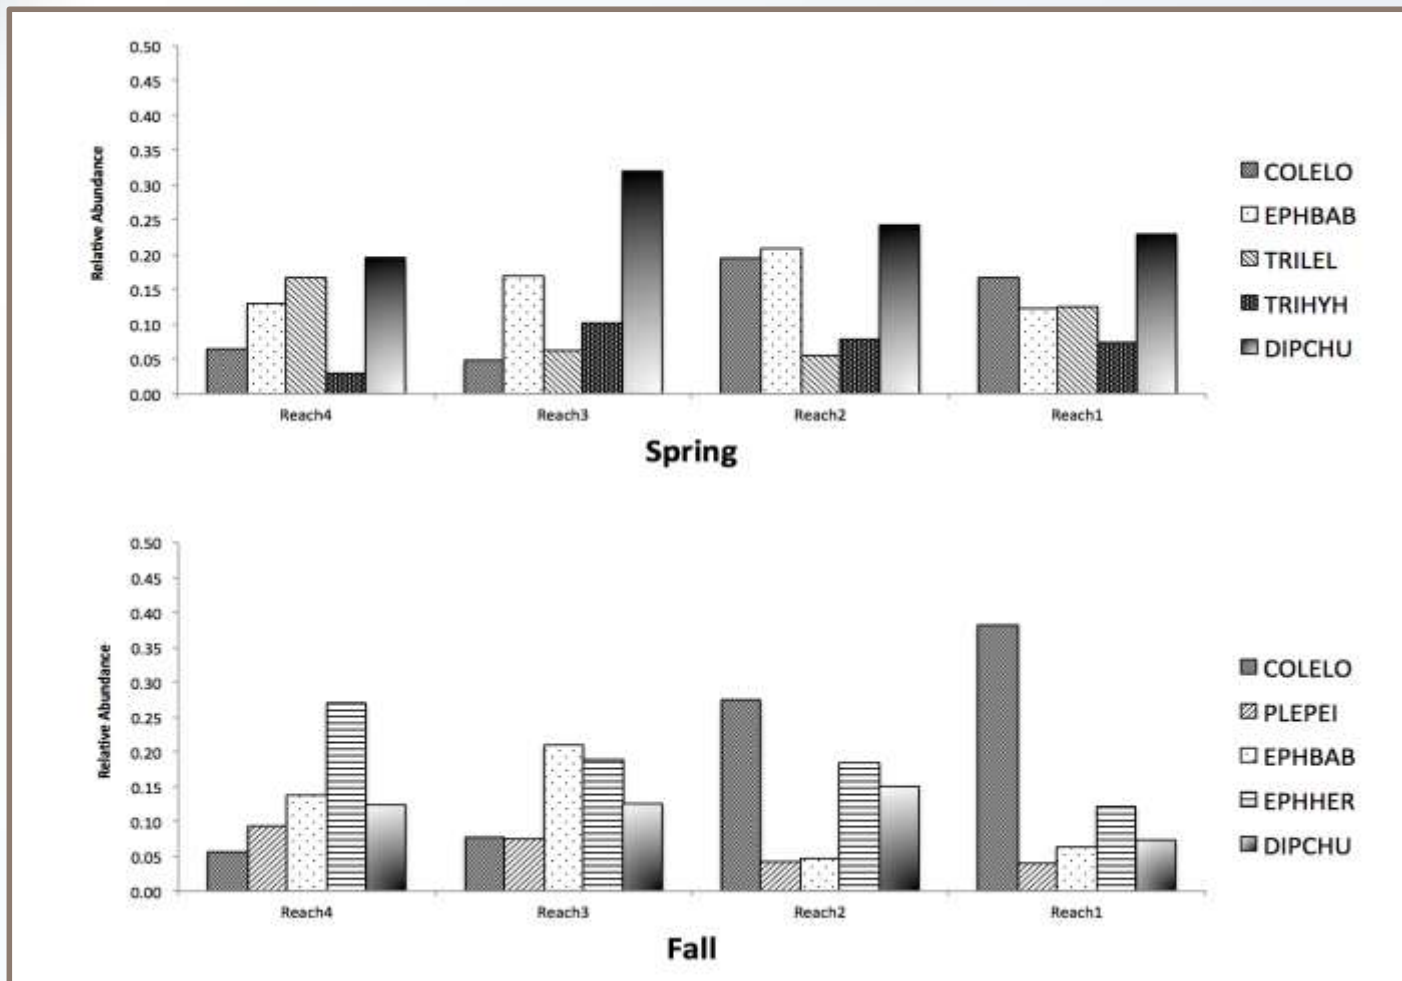 0.50
0.45
0.40
0.35
0.30
0.25
0.20
0.15
0.10
0.05
0.00
Relative Abundance
Reach4 Reach3 Reach2 Reach1
Spring
COLELO
EPHBAB
TRILEL
TRIHYH
DIPCHU
0.50
0.45
0.40
0.35
0.30
0.25
0.20
0.15
0.10
0.05
0.00
Relative Abundance
Reach4 Reach3 Reach2 Reach1
Fall
COLELO
PLEPEI
EPHBAB
EPHHER
DIPCHU